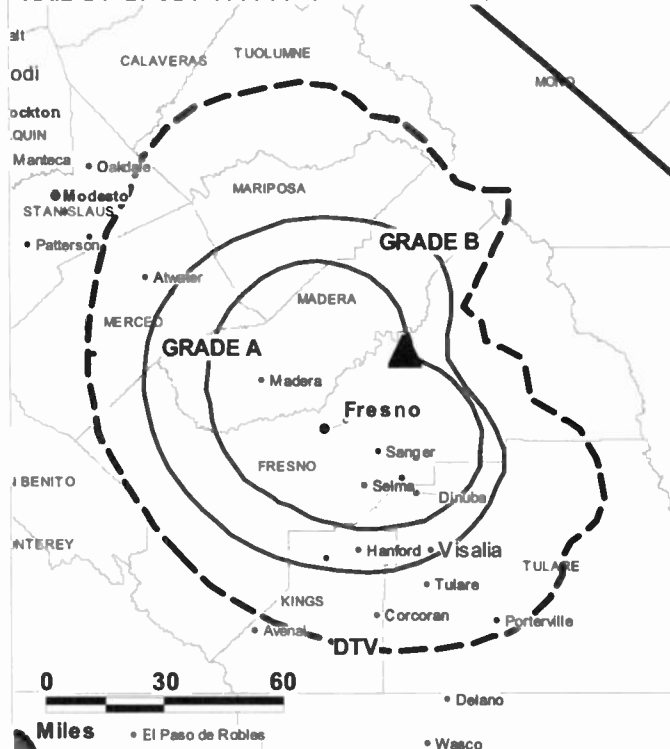 alt
CALAVERAS
TUOLUMNE
odi
MONO
ockton
QUIN
Manteca
Oakdale
MARIPOSA
Modesto
STANISLAUS
Patterson
GRADE B
Atwater
MADERA
MERCED
GRADE A
Madera
Fresno
Sanger
FRESNO
Selma
Dinuba
BENITO
NTEREY
Hanford
Visalia
TULARE
Tulare
KINGS
Corcoran
Porterville
Avenal
DTV
0 30 60
Delano
Miles
El Paso de Robles
Wasco